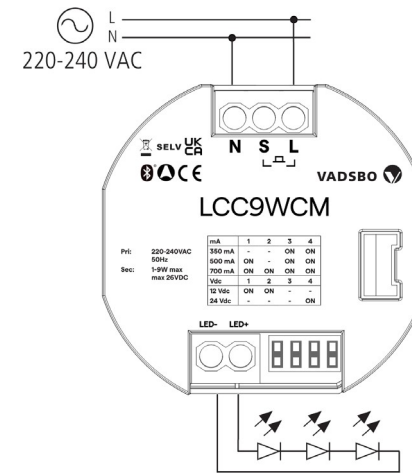 L
N
220-240 VAC
SELV UK CA
N S L
CE
VADSBO
LCC9WCM
Pri: 220-240VAC
50Hz
Sec: 1-9W max
max 26VDC
mA 1 2 3 4
350 mA - - ON ON
500 mA ON - ON ON
700 mA ON ON ON ON
Vdc 1 2 3 4
12 Vdc ON ON - -
24 Vdc - - - ON
LED- LED+